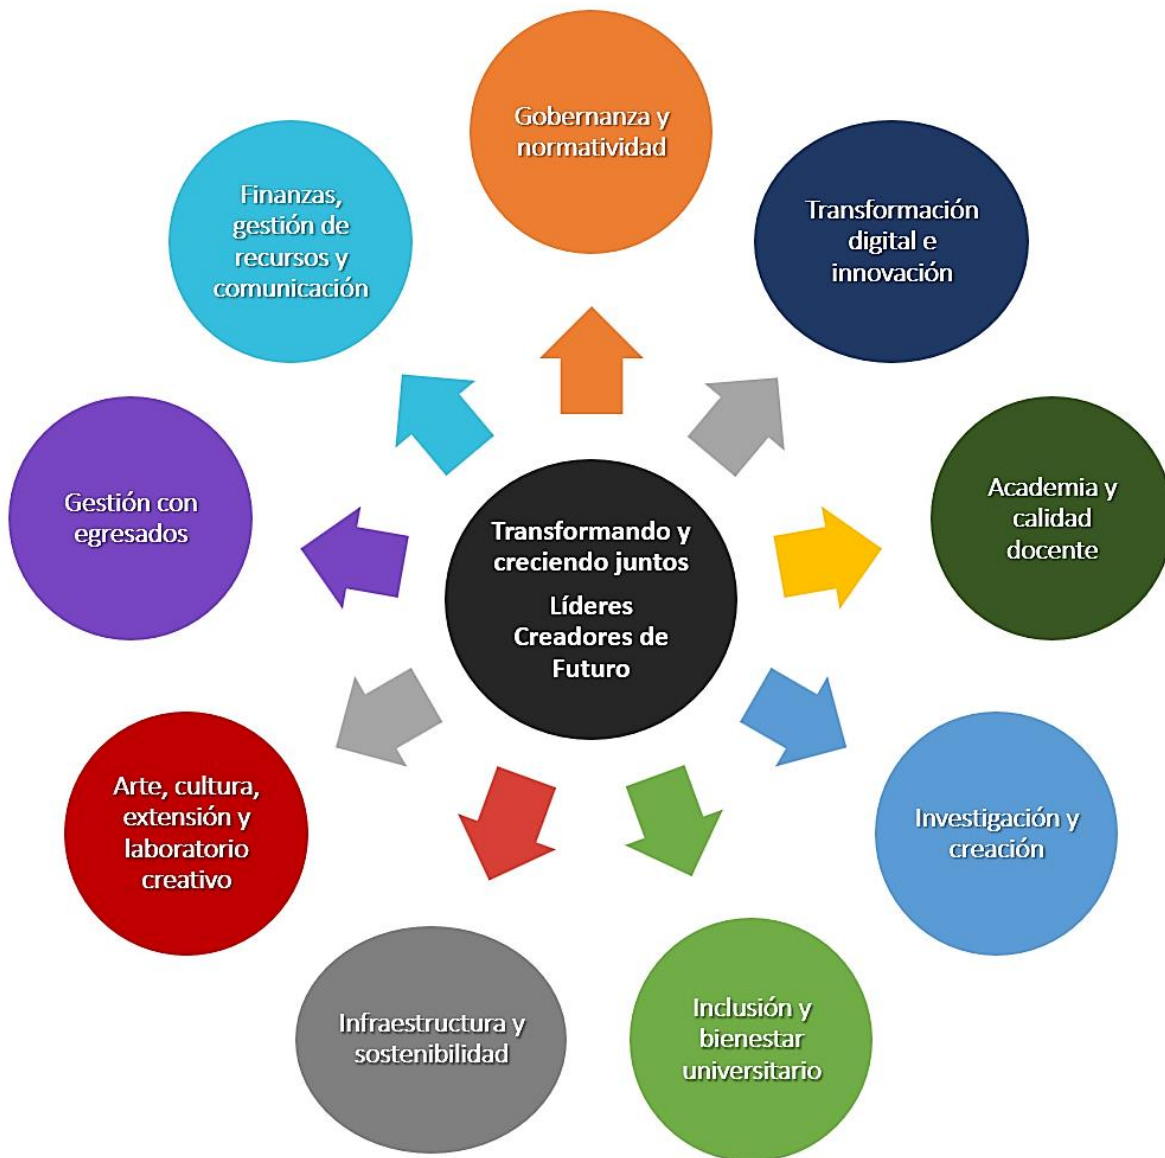 Gobernanza y
normatividad
Transformación
digital e
innovación
Academia y
calidad
docente
Investigación y
creación
Inclusión y
bienestar
universitario
Infraestructura y
sostenibilidad
Arte, cultura,
extensión y
laboratorio
creativo
Gestión con
egresados
Finanzas,
gestión de
recursos y
comunicación
Transformando y
creciendo juntos
Líderes
Creadores de
Futuro